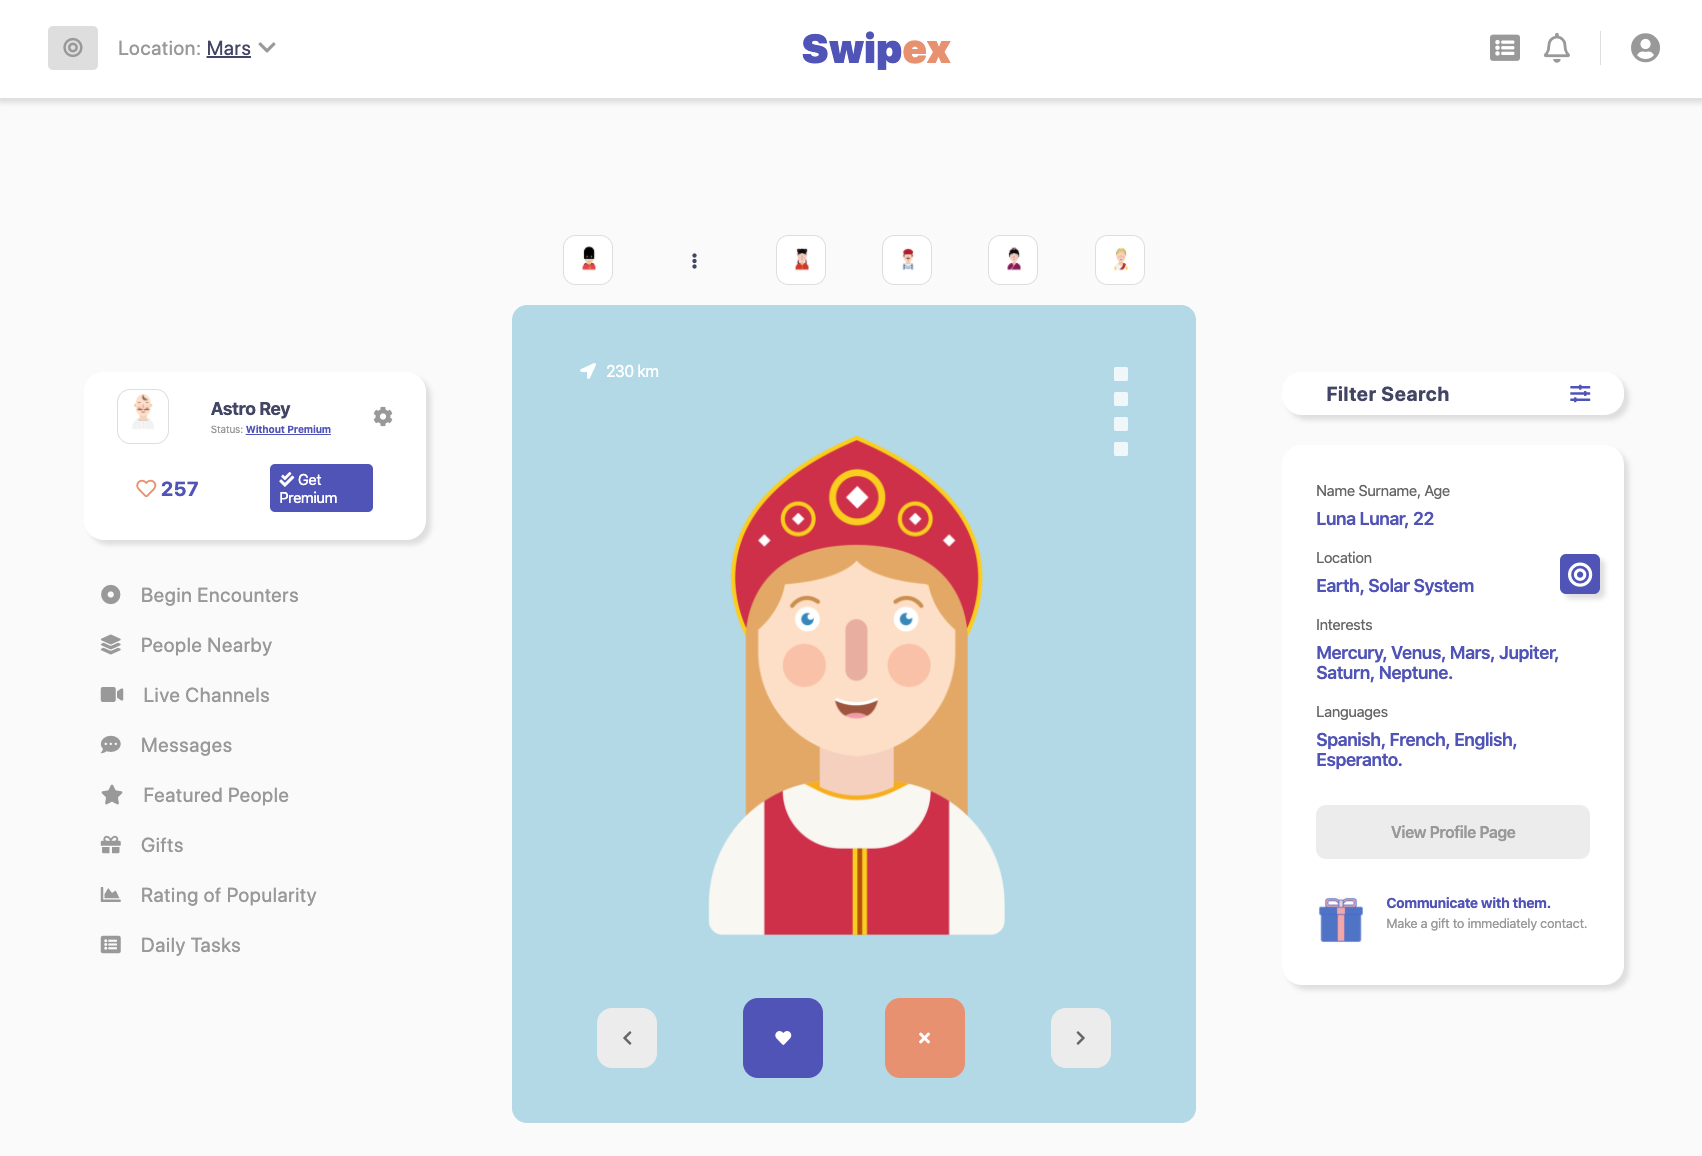 Location: Mars
Swipex
230 km
Astro Rey
Status: Without Premium
257
Get
Premium
Begin Encounters
People Nearby
Live Channels
Messages
Featured People
Gifts
Rating of Popularity
Daily Tasks
Filter Search
Name Surname, Age
Luna Lunar, 22
Location
Earth, Solar System
Interests
Mercury, Venus, Mars, Jupiter,
Saturn, Neptune.
Languages
Spanish, French, English,
Esperanto.
View Profile Page
Communicate with them.
Make a gift to immediately contact.